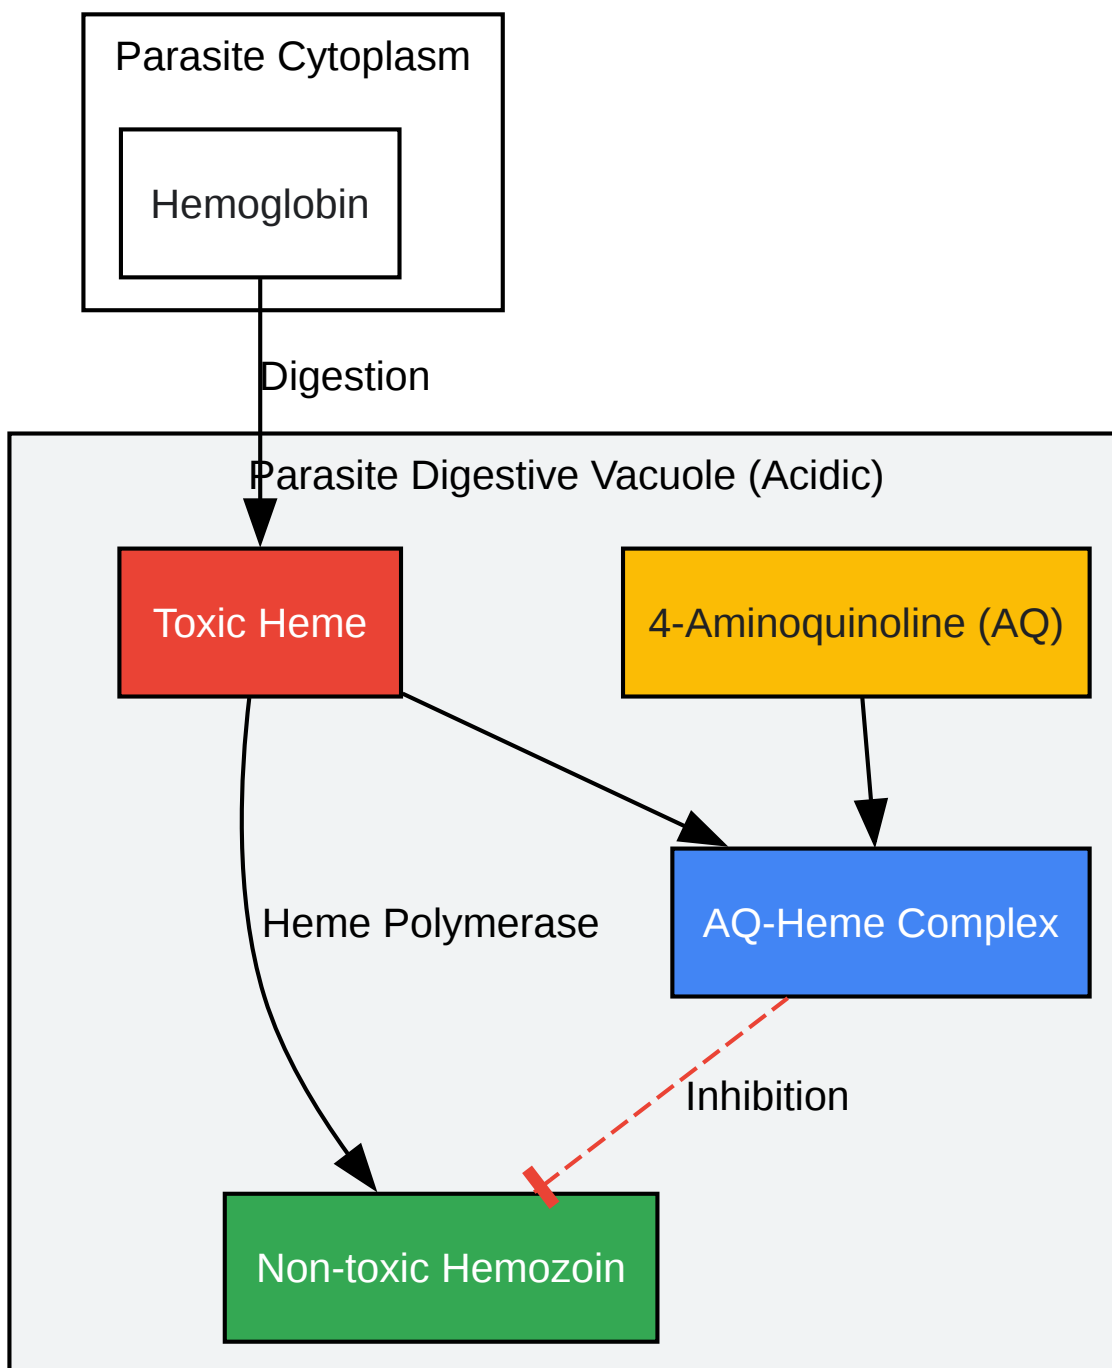 Parasite Cytoplasm
Hemoglobin
Digestion
Parasite Digestive Vacuole (Acidic)
Toxic Heme
4-Aminoquinoline (AQ)
Heme Polymerase
AQ-Heme Complex
Inhibition
Non-toxic Hemozoin